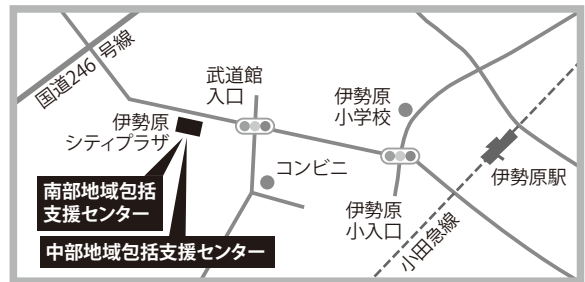 国道246号線
武道館
入口
伊勢原
小学校
伊勢原
シティプラザ
コンビニ
伊勢原駅
南部地域包括
支援センター
伊勢原
小入口
小田急線
中部地域包括支援センター